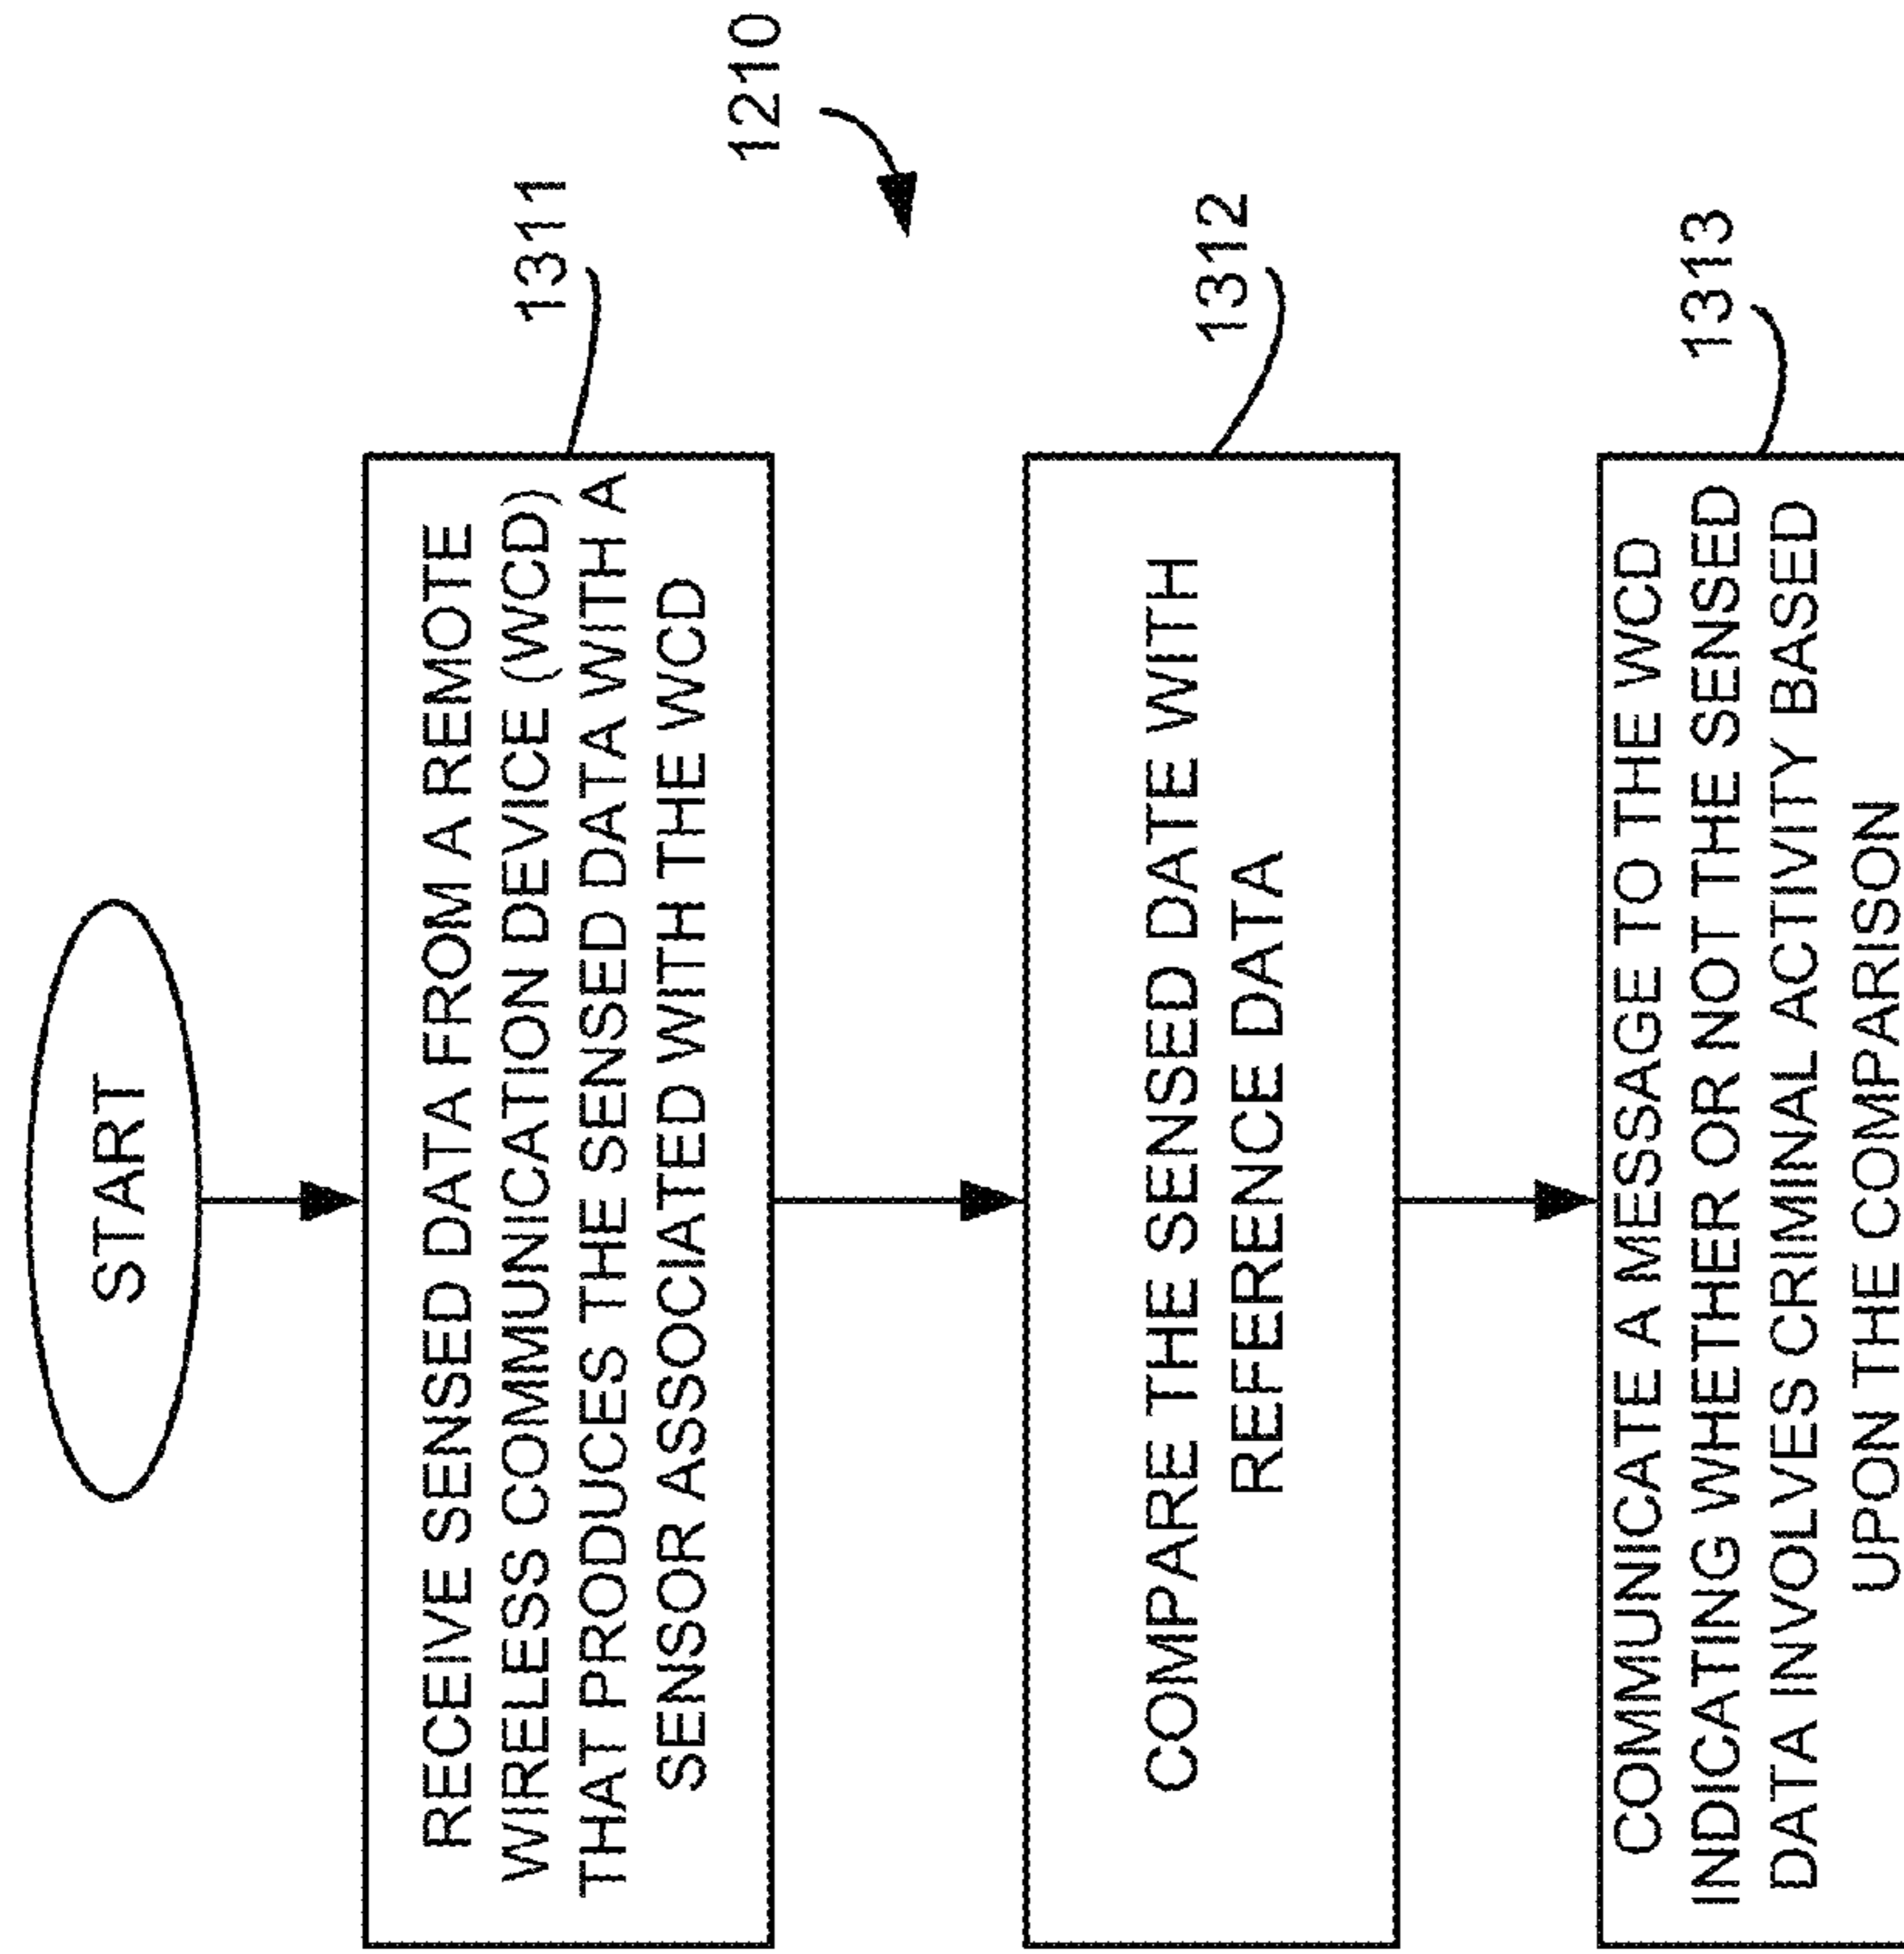 START
1210
1311
RECEIVE SENSED DATA FROM A REMOTE
WIRELESS COMMUNICATION DEVICE (WCD)
THAT PRODUCES THE SENSED DATA WITH A
SENSOR ASSOCIATED WITH THE WCD
1312
COMPARE THE SENSED DATE WITH
REFERENCE DATA
1313
COMMUNICATE A MESSAGE TO THE WCD
INDICATING WHETHER OR NOT THE SENSED
DATA INVOLVES CRIMINAL ACTIVITY BASED
UPON THE COMPARISON